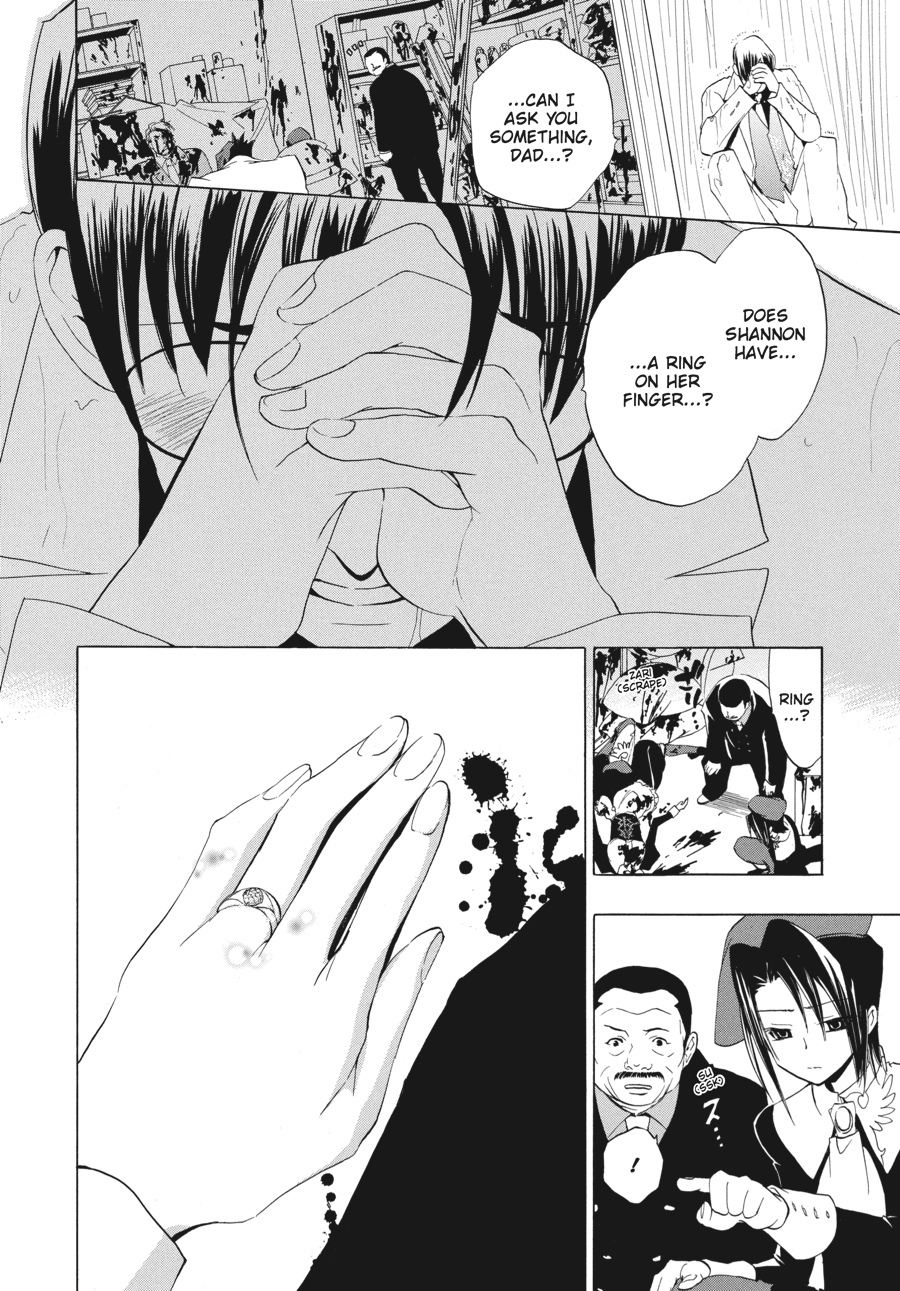 ...CAN I
ASK YOU
SOMETHING,
DAD...?
DOES
SHANNON
HAVE...
...A RING
ON HER
FINGER...?
RING
...?
ZARI
(SCRAPE)
SU
(SSK)
ス...
!